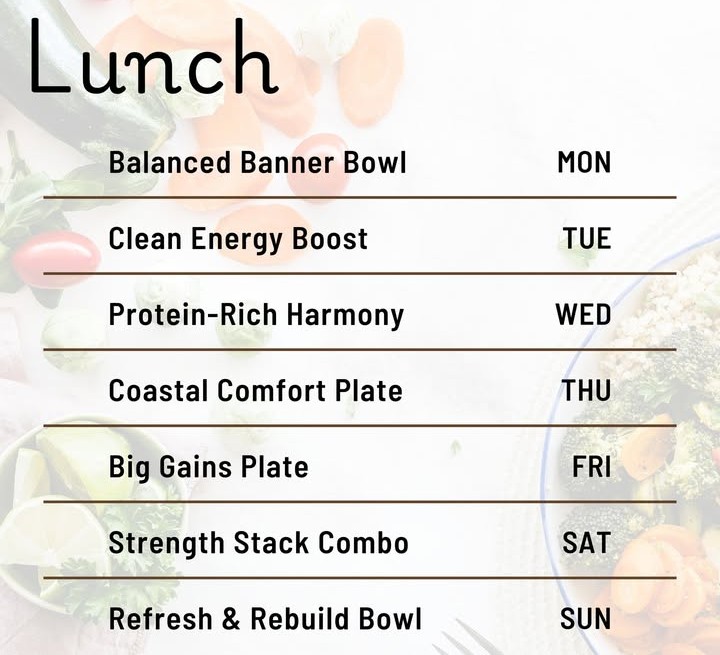 Lunch
Balanced Banner Bowl MON
Clean Energy Boost TUE
Protein-Rich Harmony WED
Coastal Comfort Plate THU
Big Gains Plate FRI
Strength Stack Combo SAT
Refresh & Rebuild Bowl SUN